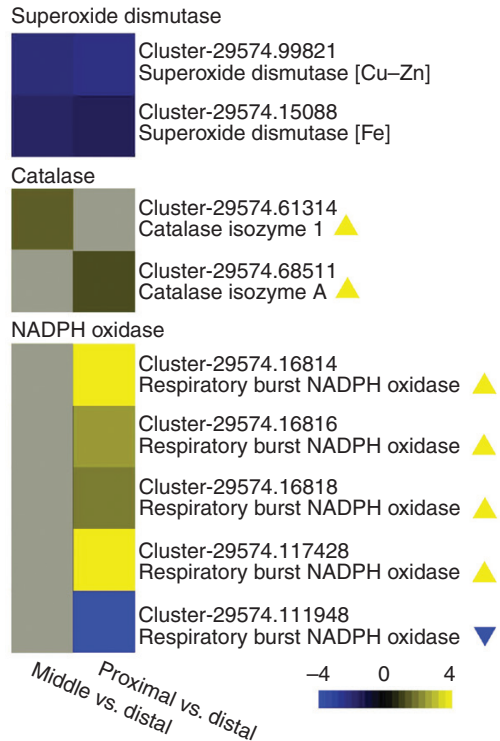 Superoxide dismutase
Cluster-29574.99821
Superoxide dismutase [Cu–Zn]
Cluster-29574.15088
Superoxide dismutase [Fe]
Catalase
Cluster-29574.61314
Catalase isozyme 1
Cluster-29574.68511
Catalase isozyme A
NADPH oxidase
Cluster-29574.16814
Respiratory burst NADPH oxidase
Cluster-29574.16816
Respiratory burst NADPH oxidase
Cluster-29574.16818
Respiratory burst NADPH oxidase
Cluster-29574.117428
Respiratory burst NADPH oxidase
Cluster-29574.111948
Respiratory burst NADPH oxidase
Middle vs. distal
Proximal vs. distal
−4 0 4